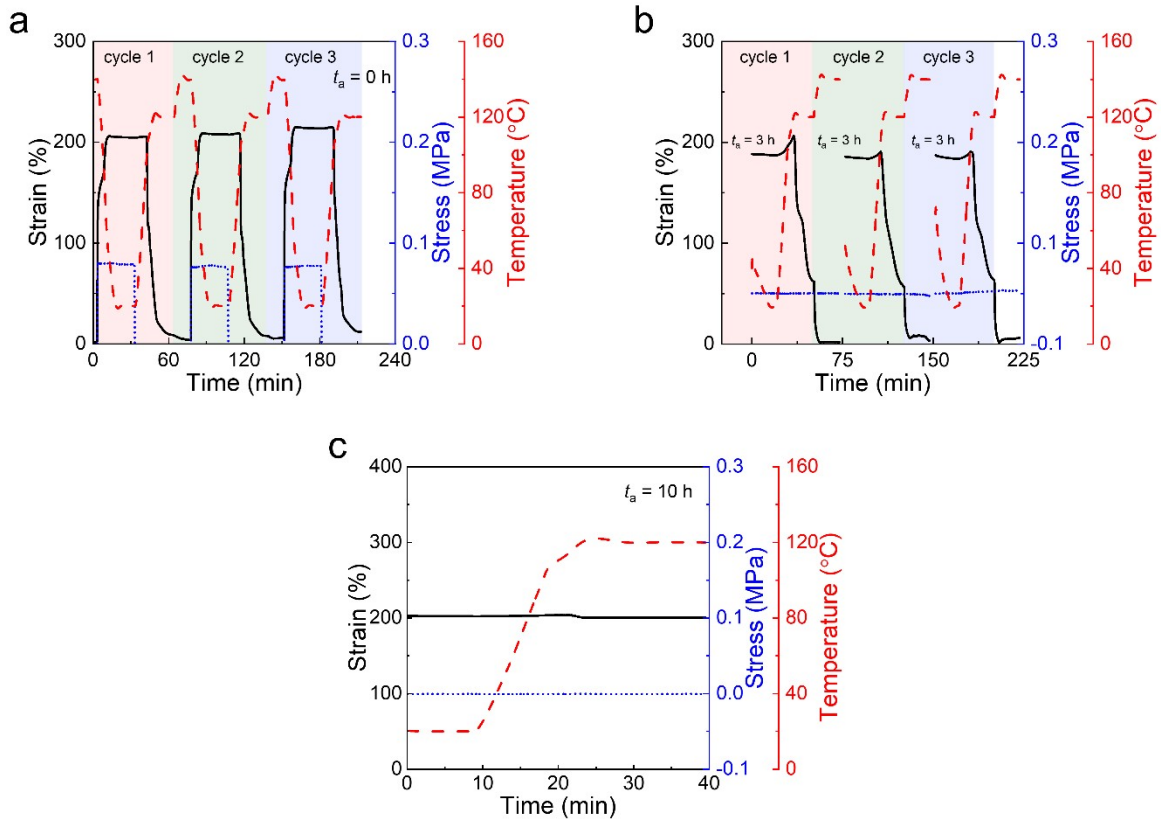 a
cycle 1 cycle 2 cycle 3
tₐ = 0 h
Strain (%)
300
200
100
0
0 60 120 180 240
Time (min)
Stress (MPa)
0.3
0.2
0.1
0.0
Temperature (°C)
160
120
80
40
0
b
cycle 1 cycle 2 cycle 3
tₐ = 3 h tₐ = 3 h tₐ = 3 h
Strain (%)
300
200
100
0
0 75 150 225
Time (min)
Stress (MPa)
0.3
0.2
0.1
-0.1
Temperature (°C)
160
120
80
40
0
c
tₐ = 10 h
Strain (%)
400
300
200
100
0
0 10 20 30 40
Time (min)
Stress (MPa)
0.3
0.2
0.1
0.0
-0.1
Temperature (°C)
160
120
80
40
0